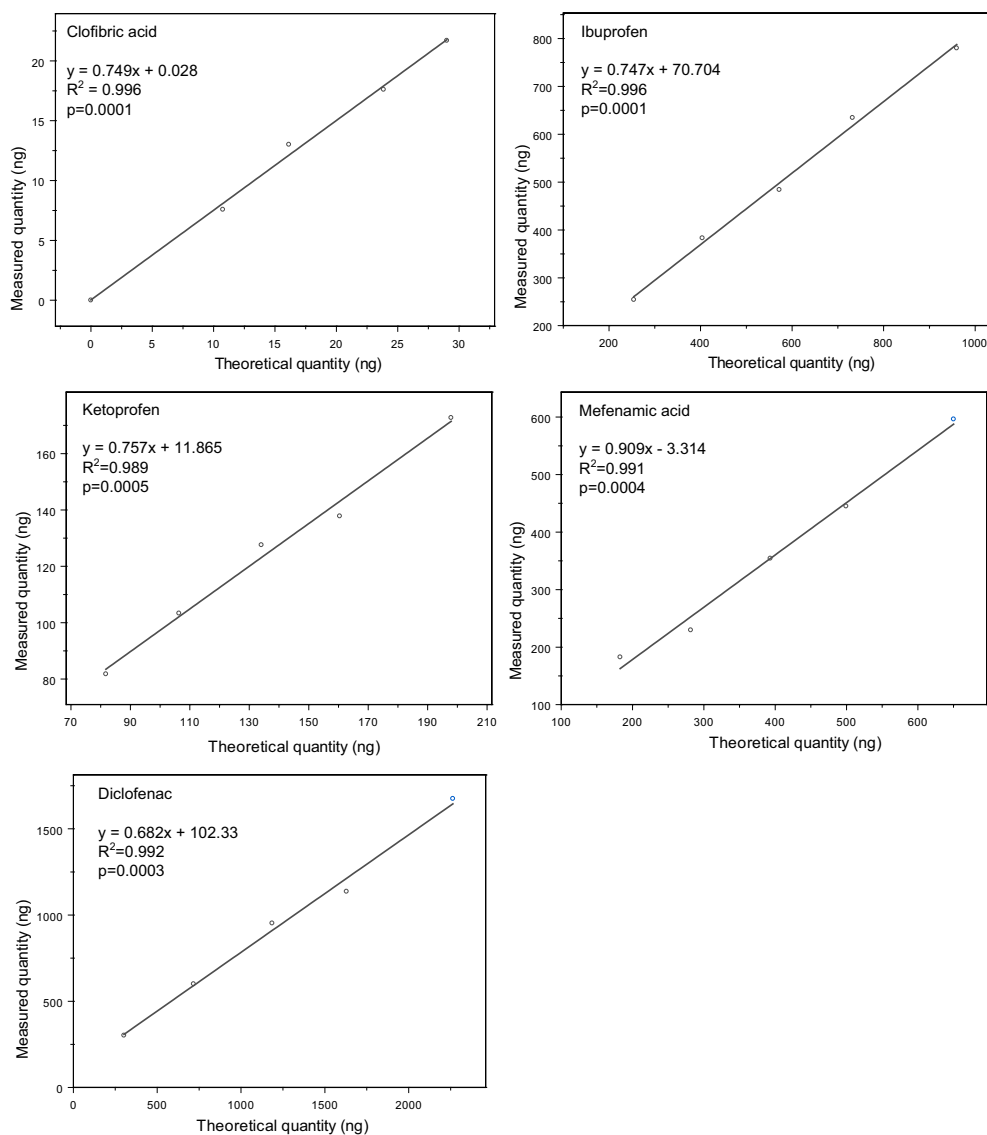 Clofibric acid
y = 0.749x + 0.028
R² = 0.996
p=0.0001
Measured quantity (ng)
20
15
10
5
0
0 5 10 15 20 25 30
Theoretical quantity (ng)
Ibuprofen
y = 0.747x + 70.704
R²=0.996
p=0.0001
Measured quantity (ng)
800
700
600
500
400
300
200
200 400 600 800 1000
Theoretical quantity (ng)
Ketoprofen
y = 0.757x + 11.865
R²=0.989
p=0.0005
Measured quantity (ng)
160
140
120
100
80
70 90 110 130 150 170 190 210
Theoretical quantity (ng)
Mefenamic acid
y = 0.909x - 3.314
R²=0.991
p=0.0004
Measured quantity (ng)
600
500
400
300
200
100
100 200 300 400 500 600
Theoretical quantity (ng)
Diclofenac
y = 0.682x + 102.33
R²=0.992
p=0.0003
Measured quantity (ng)
1500
1000
500
0
0 500 1000 1500 2000
Theoretical quantity (ng)